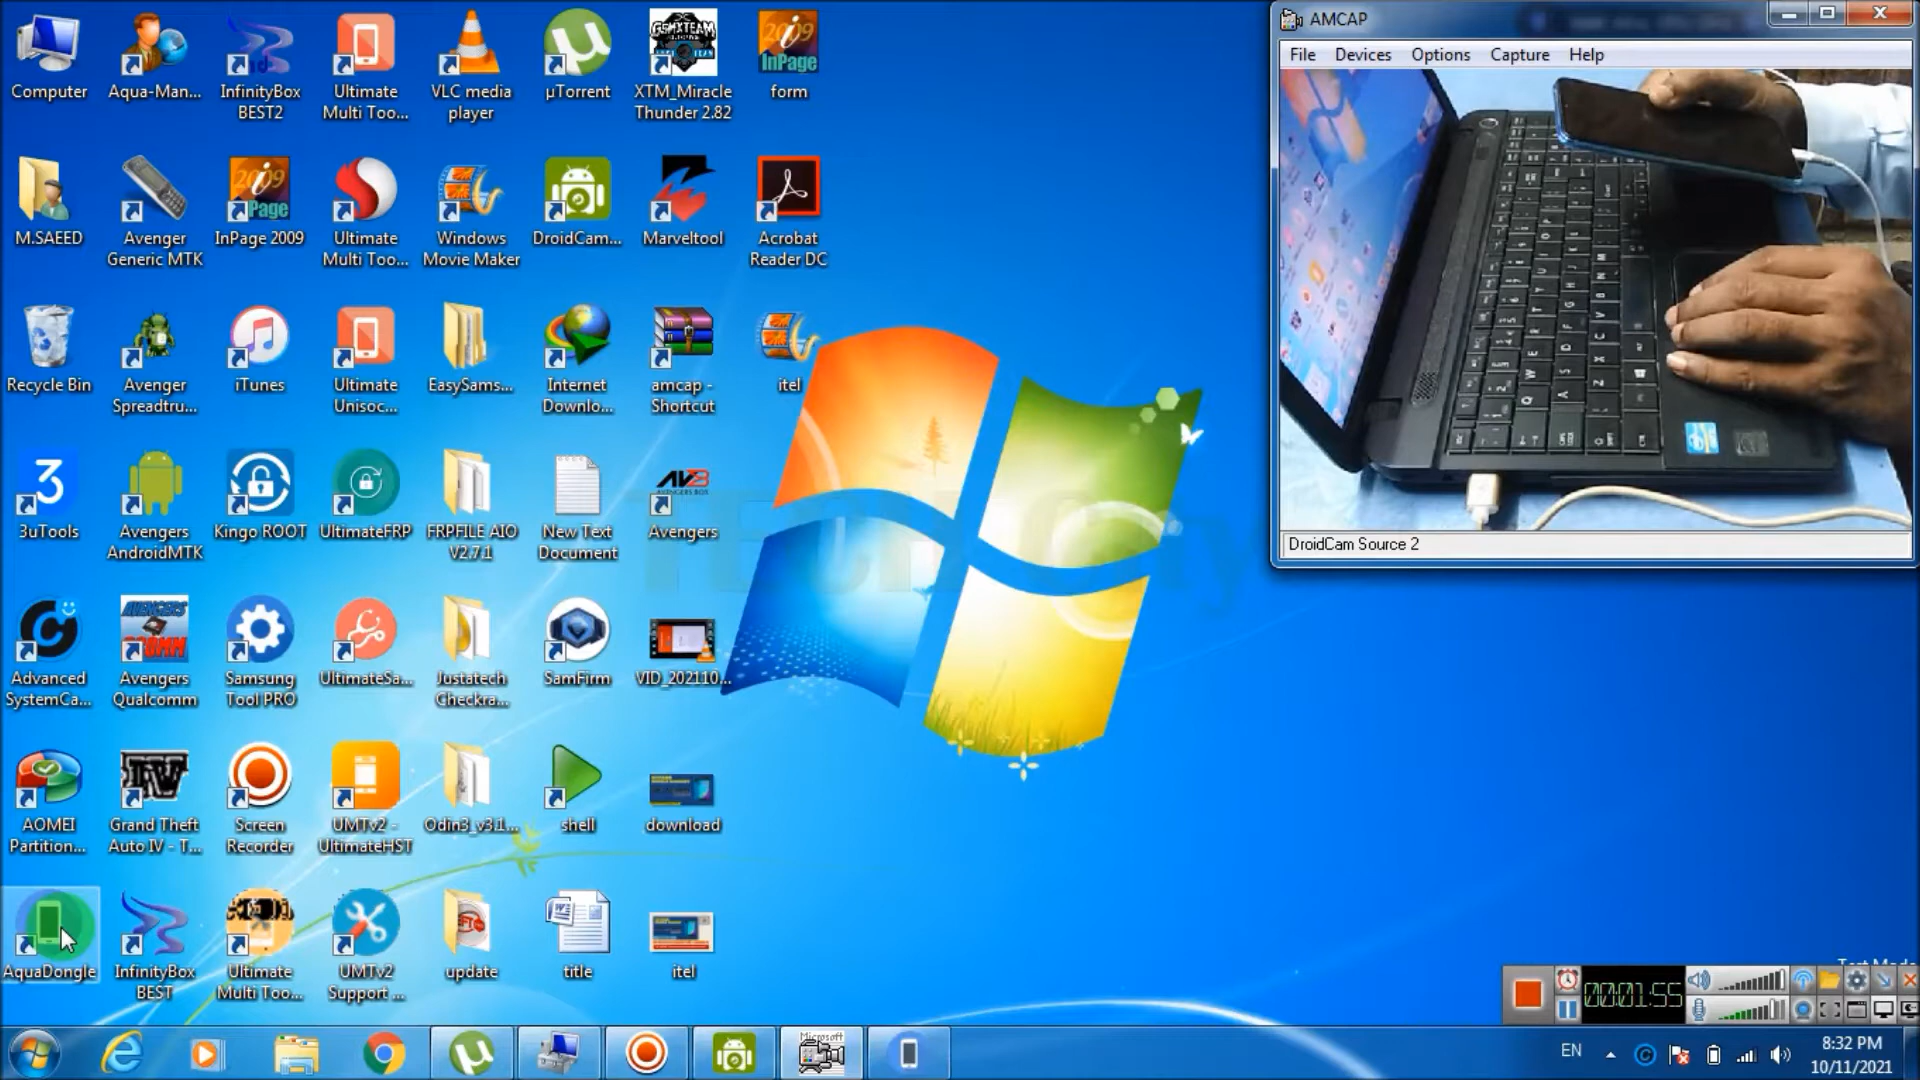 AMCAP
File Devices Options Capture Help
DroidCam Source 2
Computer
Aqua-Man...
InfinityBox
BEST2
Ultimate
Multi Too...
VLC media
player
µTorrent
XTM_Miracle
Thunder 2.82
form
M.SAEED
Avenger
Generic MTK
InPage 2009
Ultimate
Multi Too...
Windows
Movie Maker
DroidCam...
Marveltool
Acrobat
Reader DC
Recycle Bin
Avenger
Spreadtru...
iTunes
Ultimate
Unisoc...
EasySams...
Internet
Downlo...
amcap -
Shortcut
itel
3uTools
Avengers
AndroidMTK
Kingo ROOT
UltimateFRP
FRPFILE AIO
V2.7.1
New Text
Document
Avengers
Advanced
SystemCa...
Avengers
Qualcomm
Samsung
Tool PRO
UltimateSa...
Justatech
Checkra...
SamFirm
VID_202110...
AOMEI
Partition...
Grand Theft
Auto IV - T...
Screen
Recorder
UMTv2 -
UltimateHST
Odin3_v3.1...
shell
download
AquaDongle
InfinityBox
BEST
Ultimate
Multi Too...
UMTv2
Support ...
update
title
itel
00:01:55
EN
8:32 PM
10/11/2021